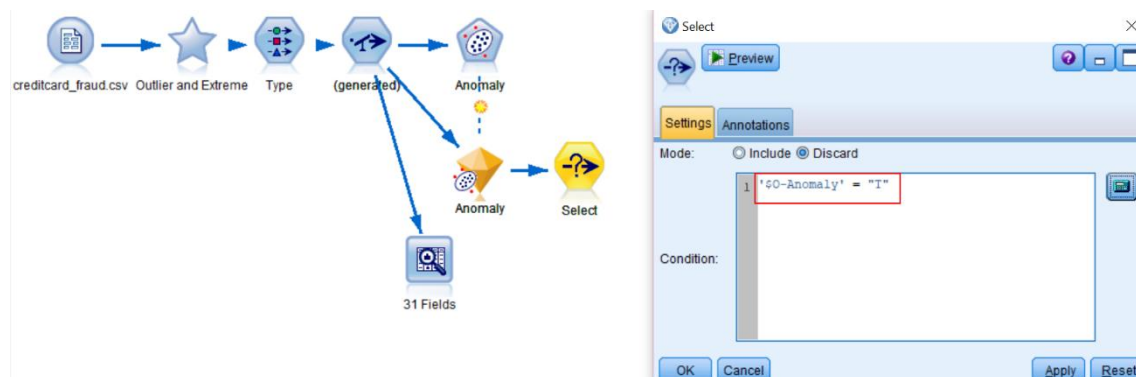 creditcard_fraud.csv Outlier and Extreme Type (generated) Anomaly
Anomaly
Select
31 Fields
Select
Preview
Settings Annotations
Mode: Include Discard
1 '$O-Anomaly' = "T"
Condition:
OK Cancel Apply Reset